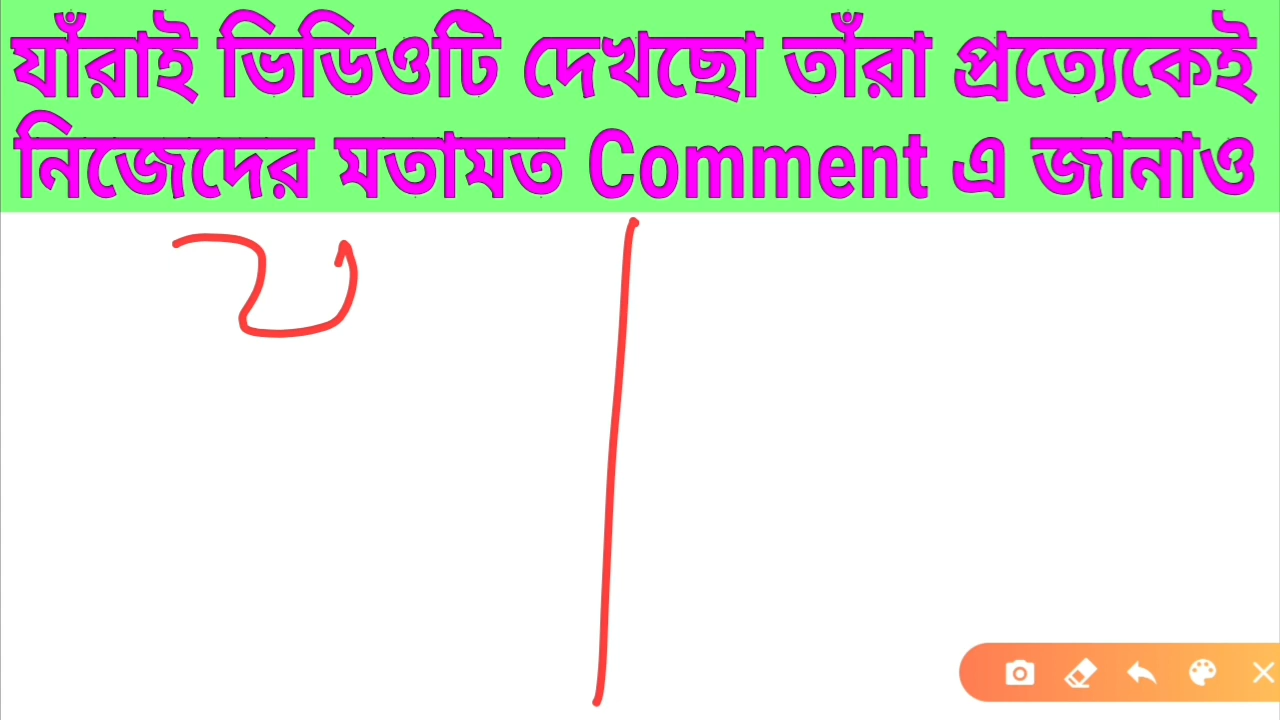 যাঁরাই ভিডিওটি দেখছো তাঁরা প্রত্যেকেই
নিজেদের মতামত Comment এ জানাও